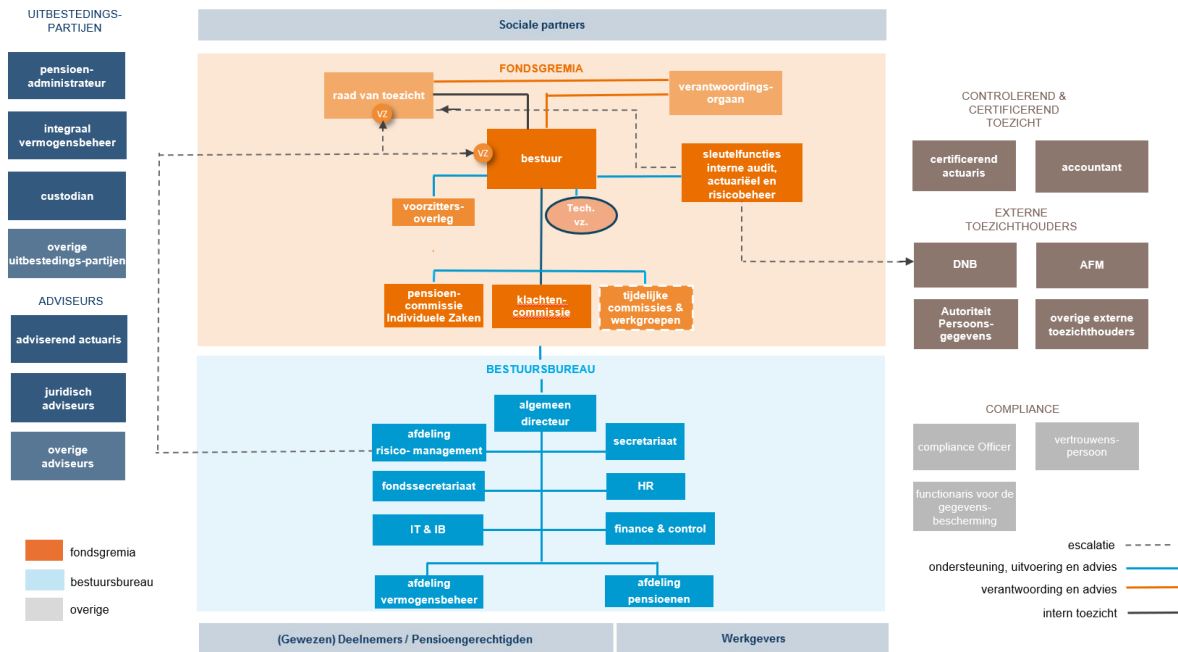 UITBESTEDINGS-
PARTIJEN
pensioen-
administrateur
integraal
vermogensbeheer
custodian
overige
uitbestedings-partijen
ADVISEURS
adviserend actuaris
juridisch
adviseurs
overige
adviseurs
fondsgremia
bestuursbureau
overige
Sociale partners
FONDSGREMIA
raad van toezicht
VZ
verantwoordings-
orgaan
VZ
bestuur
sleutelfuncties
interne audit,
actuariëel en
risicobeheer
voorzitters-
overleg
Tech.
vz.
pensioen-
commissie
Individuele Zaken
klachten-
commissie
tijdelijke
commissies &
werkgroepen
BESTUURSBUREAU
algemeen
directeur
afdeling
risico- management
secretariaat
fondssecretariaat
HR
IT & IB
finance & control
afdeling
vermogensbeheer
afdeling
pensioenen
(Gewezen) Deelnemers / Pensioengerechtigden
Werkgevers
CONTROLEREND &
CERTIFICEREND
TOEZICHT
certificerend
actuaris
accountant
EXTERNE
TOEZICHTHOUDERS
DNB
AFM
Autoriteit
Persoons-
gegevens
overige externe
toezichthouders
COMPLIANCE
compliance Officer
vertrouwens-
persoon
functionaris voor de
gegevens-
bescherming
escalatie
ondersteuning, uitvoering en advies
verantwoording en advies
intern toezicht